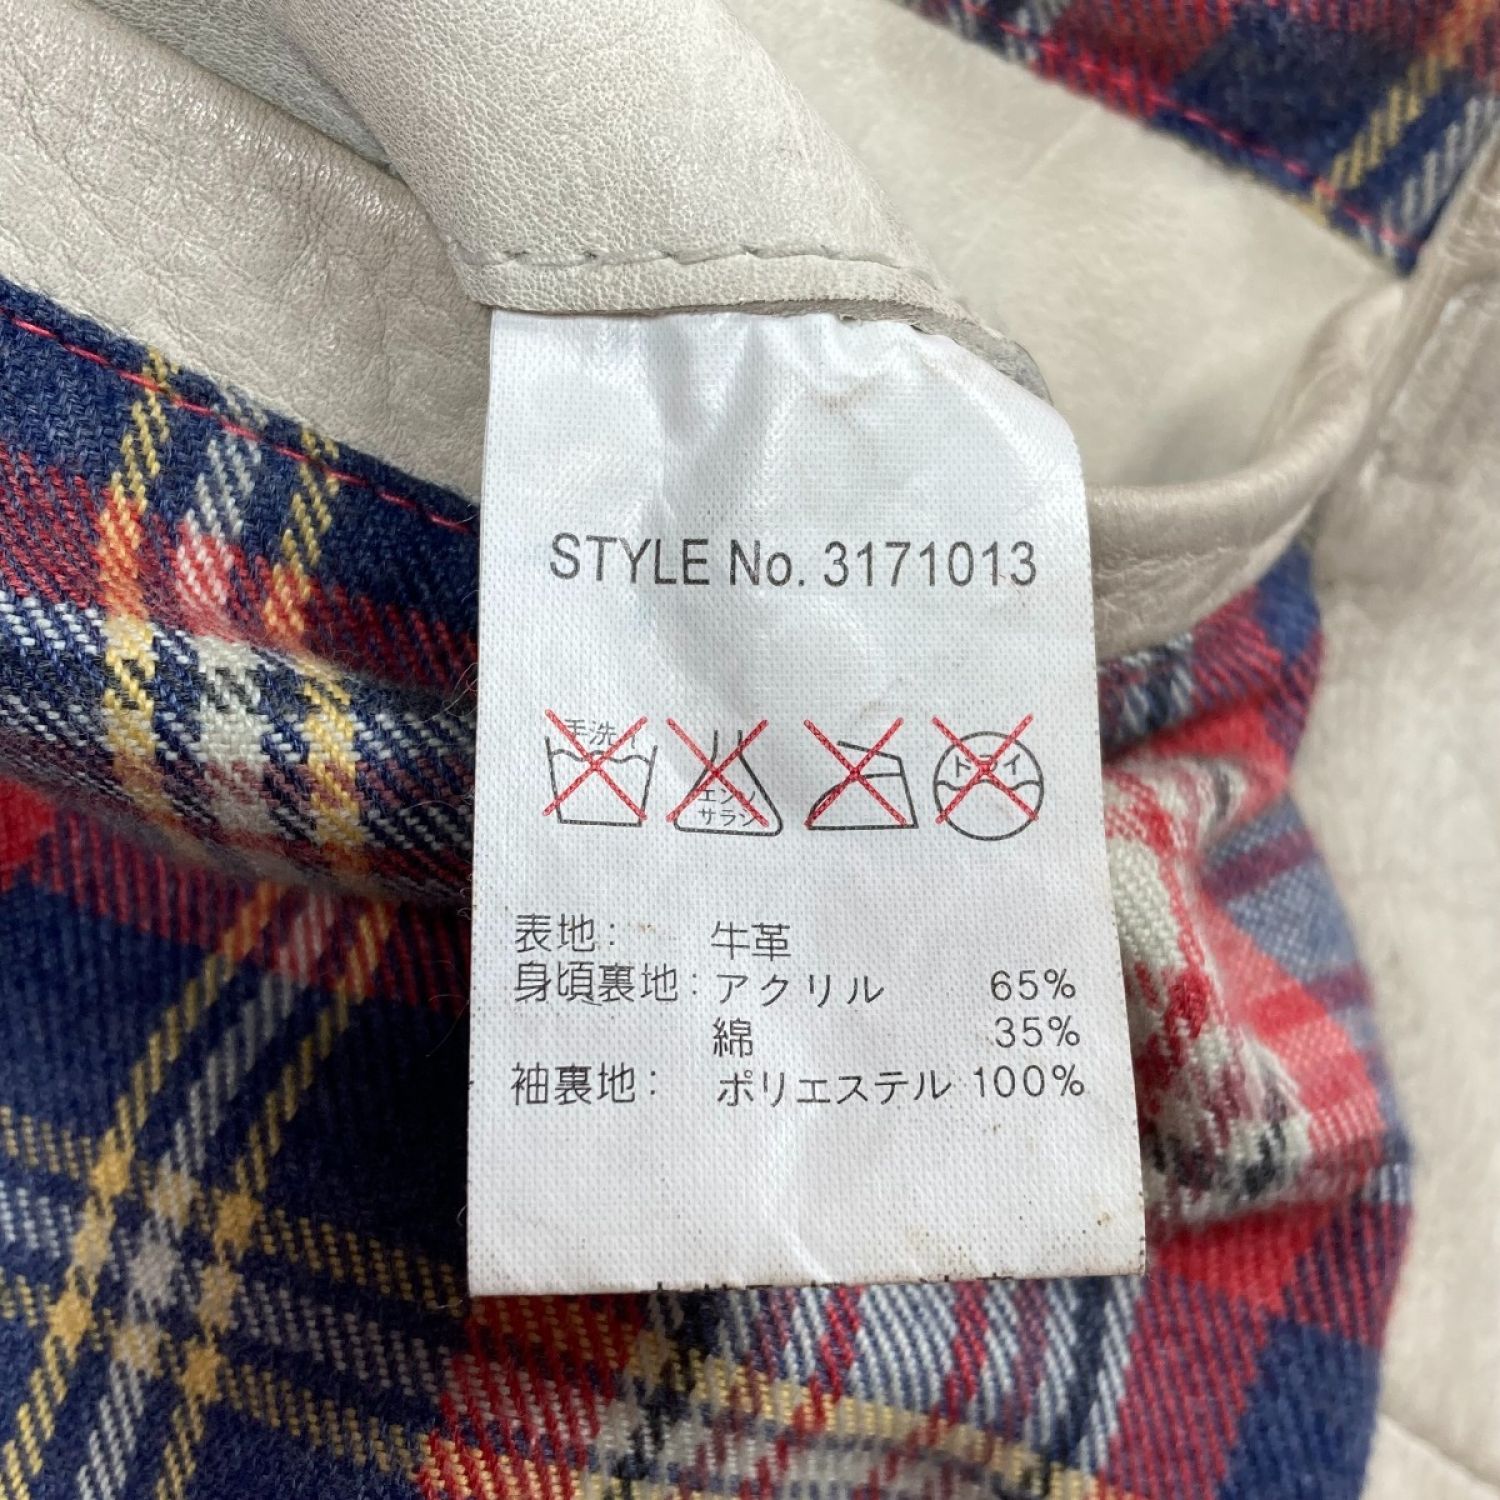 STYLE No. 3171013
手洗イ
エンソ
サラシ
ドライ
表地: 牛革
身頃裏地: アクリル 65%
綿 35%
袖裏地: ポリエステル 100%